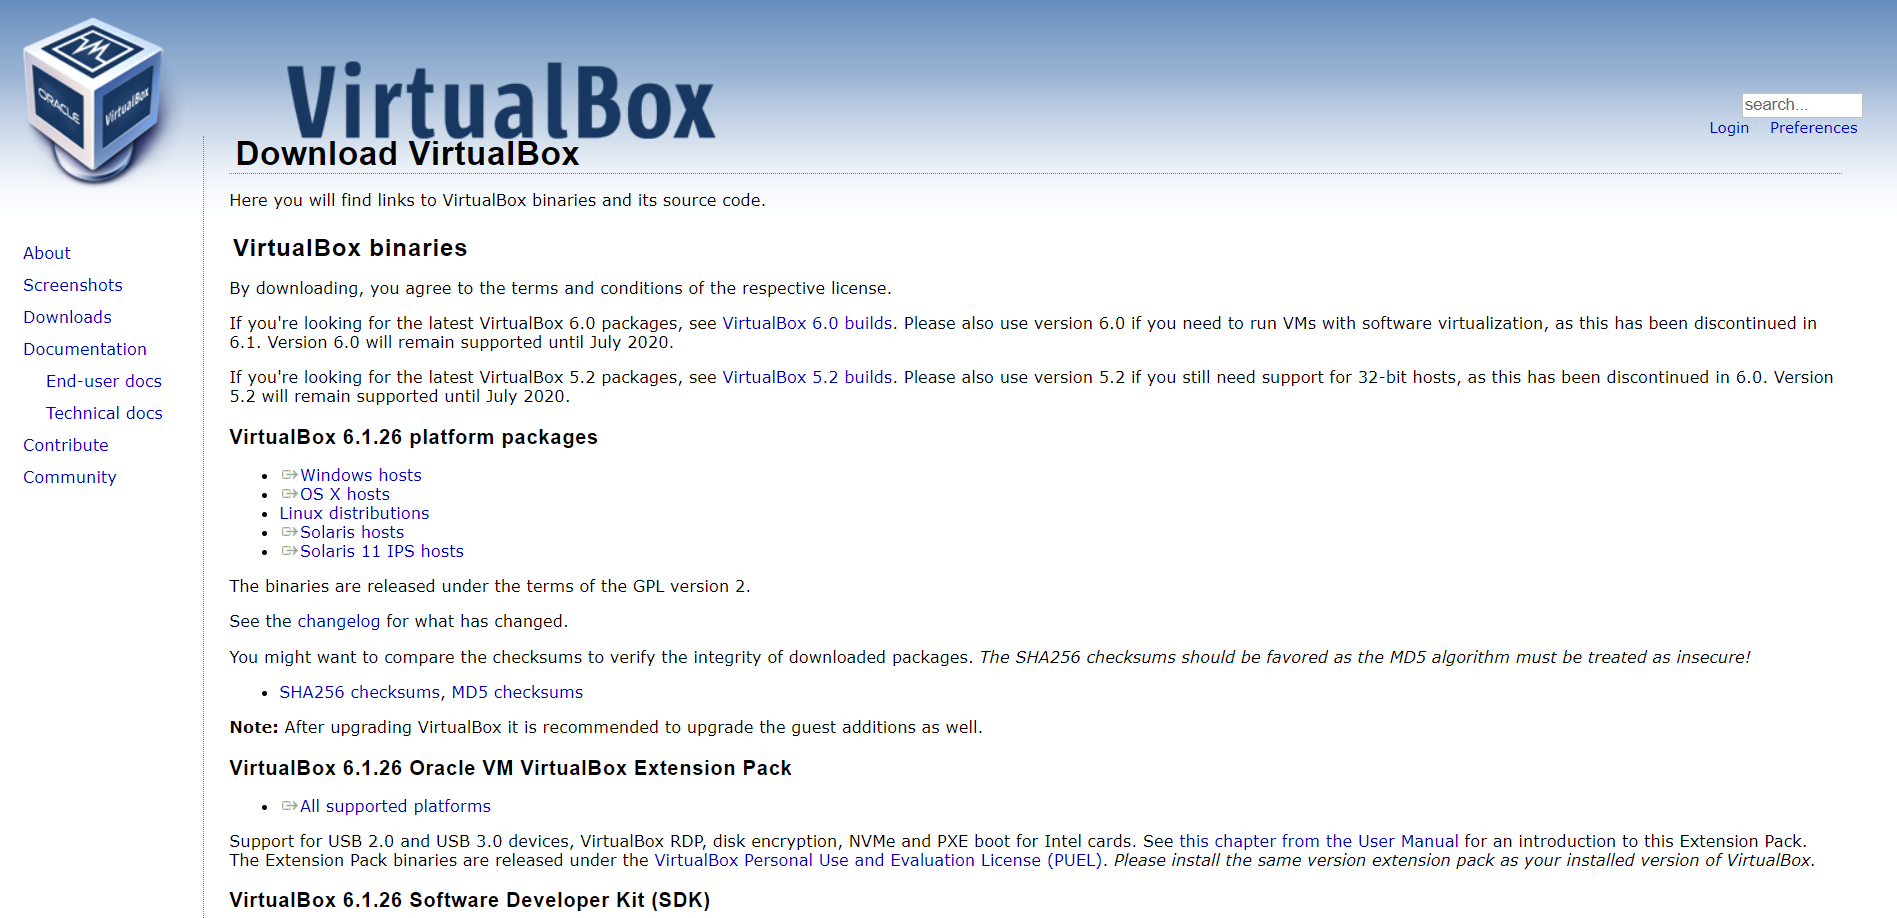 ORACLE
VirtualBox
VirtualBox
search...
Login Preferences
Download VirtualBox
Here you will find links to VirtualBox binaries and its source code.
About
Screenshots
Downloads
Documentation
End-user docs
Technical docs
Contribute
Community
VirtualBox binaries
By downloading, you agree to the terms and conditions of the respective license.
If you're looking for the latest VirtualBox 6.0 packages, see VirtualBox 6.0 builds. Please also use version 6.0 if you need to run VMs with software virtualization, as this has been discontinued in
6.1. Version 6.0 will remain supported until July 2020.
If you're looking for the latest VirtualBox 5.2 packages, see VirtualBox 5.2 builds. Please also use version 5.2 if you still need support for 32-bit hosts, as this has been discontinued in 6.0. Version
5.2 will remain supported until July 2020.
VirtualBox 6.1.26 platform packages
Windows hosts
OS X hosts
Linux distributions
Solaris hosts
Solaris 11 IPS hosts
The binaries are released under the terms of the GPL version 2.
See the changelog for what has changed.
You might want to compare the checksums to verify the integrity of downloaded packages. The SHA256 checksums should be favored as the MD5 algorithm must be treated as insecure!
SHA256 checksums, MD5 checksums
Note: After upgrading VirtualBox it is recommended to upgrade the guest additions as well.
VirtualBox 6.1.26 Oracle VM VirtualBox Extension Pack
All supported platforms
Support for USB 2.0 and USB 3.0 devices, VirtualBox RDP, disk encryption, NVMe and PXE boot for Intel cards. See this chapter from the User Manual for an introduction to this Extension Pack.
The Extension Pack binaries are released under the VirtualBox Personal Use and Evaluation License (PUEL). Please install the same version extension pack as your installed version of VirtualBox.
VirtualBox 6.1.26 Software Developer Kit (SDK)